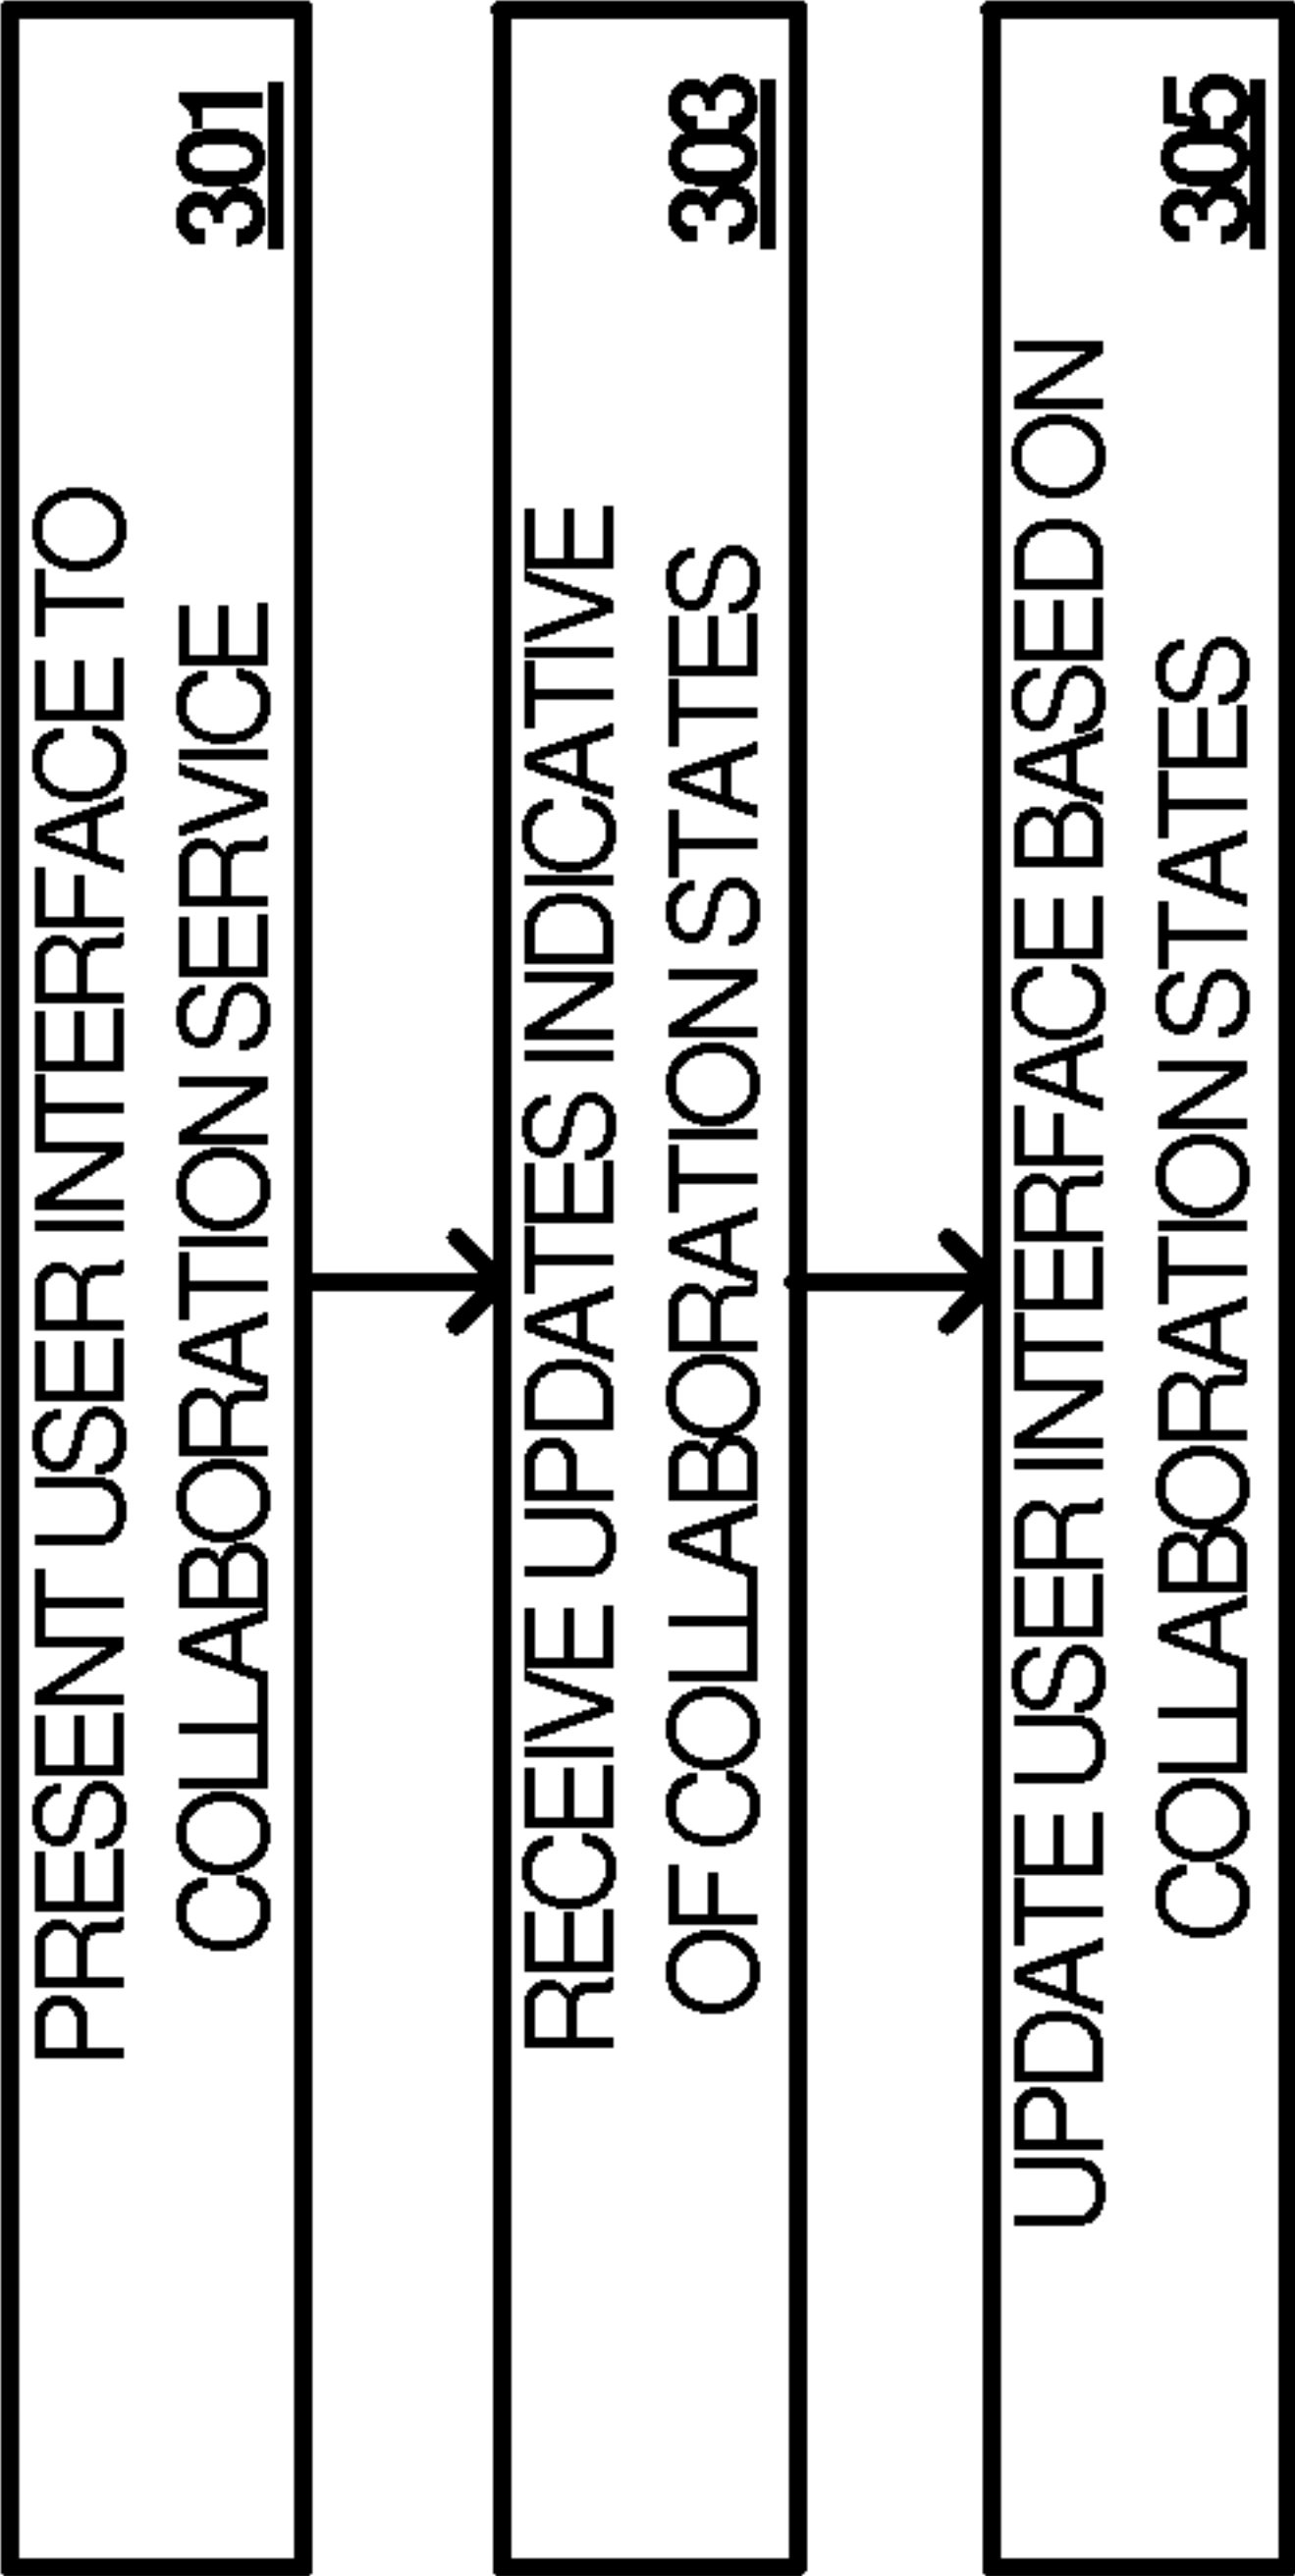 PRESENT USER INTERFACE TO
COLLABORATION SERVICE
301
RECEIVE UPDATES INDICATIVE
OF COLLABORATION STATES
303
UPDATE USER INTERFACE BASED ON
COLLABORATION STATES
305